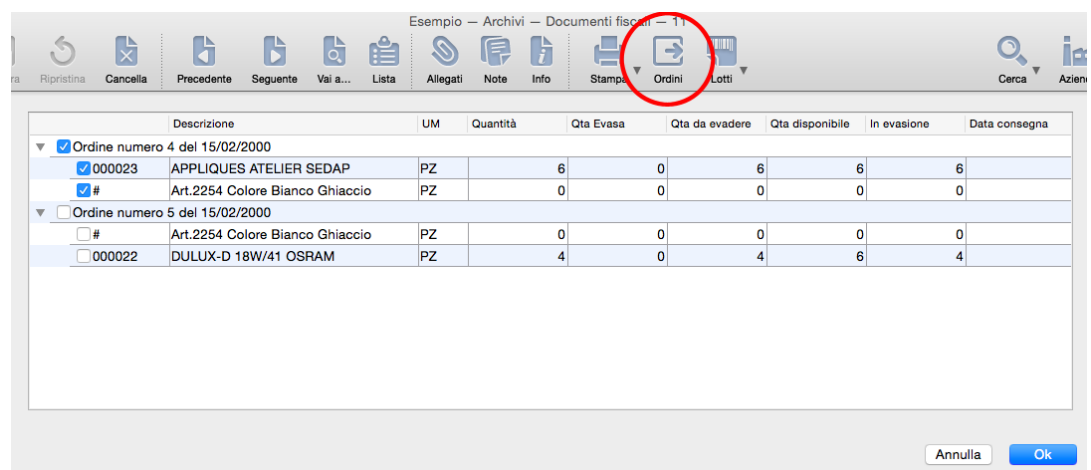 Esempio — Archivi — Documenti fiscali — 11
Ripristina Cancella Precedente Seguente Vai a... Lista Allegati Note Info Stampa Ordini Lotti Cerca
Descrizione UM Quantità Qta Evasa Qta da evadere Qta disponibile In evasione Data consegna
Ordine numero 4 del 15/02/2000
000023 APPLIQUES ATELIER SEDAP PZ 6 0 6 6 6
# Art.2254 Colore Bianco Ghiaccio PZ 0 0 0 0 0
Ordine numero 5 del 15/02/2000
# Art.2254 Colore Bianco Ghiaccio PZ 0 0 0 0 0
000022 DULUX-D 18W/41 OSRAM PZ 4 0 4 6 4
Annulla Ok